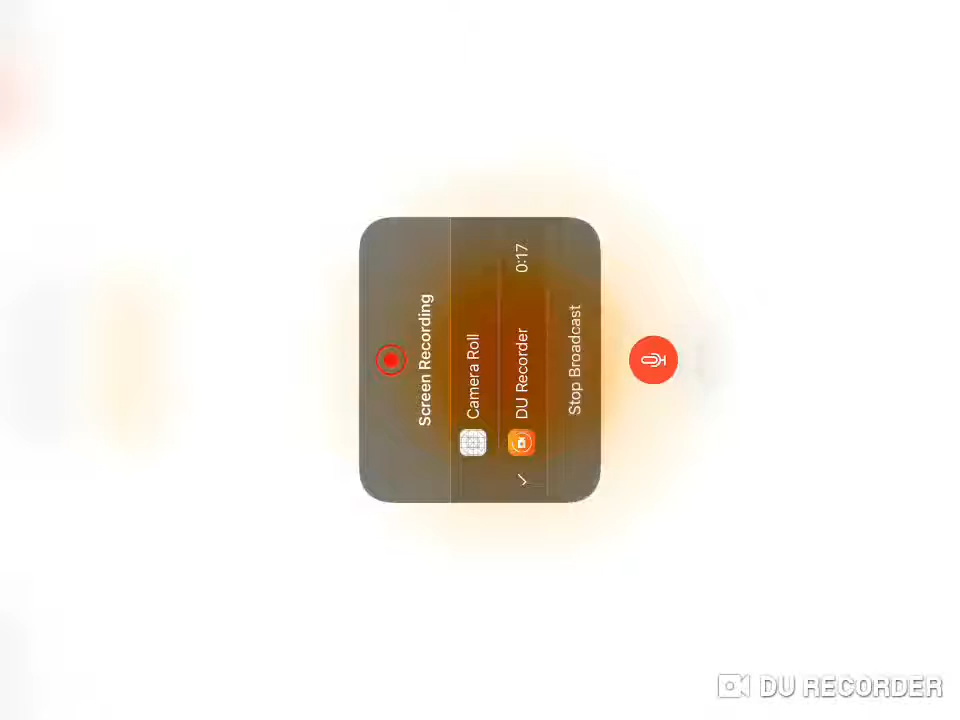 Screen Recording
Camera Roll
DU Recorder 0:17
Stop Broadcast
DU RECORDER